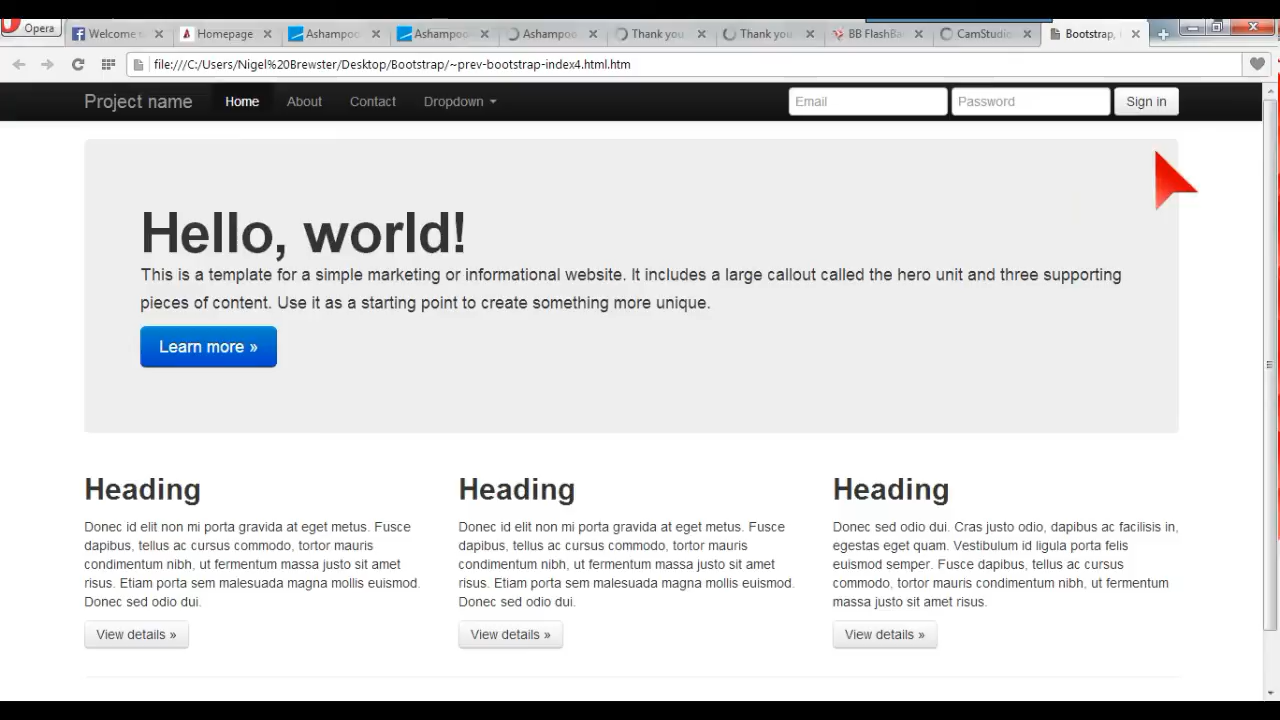 Opera
Welcome
Homepage
Ashampoo
Ashampoo
Ashampoo
Thank you
Thank you
BB FlashBa
CamStudio
Bootstrap,
file:///C:/Users/Nigel%20Brewster/Desktop/Bootstrap/~prev-bootstrap-index4.html.htm
Project name
Home
About
Contact
Dropdown
Email
Password
Sign in
Hello, world!
This is a template for a simple marketing or informational website. It includes a large callout called the hero unit and three supporting
pieces of content. Use it as a starting point to create something more unique.
Learn more »
Heading
Donec id elit non mi porta gravida at eget metus. Fusce
dapibus, tellus ac cursus commodo, tortor mauris
condimentum nibh, ut fermentum massa justo sit amet
risus. Etiam porta sem malesuada magna mollis euismod.
Donec sed odio dui.
View details »
Heading
Donec id elit non mi porta gravida at eget metus. Fusce
dapibus, tellus ac cursus commodo, tortor mauris
condimentum nibh, ut fermentum massa justo sit amet
risus. Etiam porta sem malesuada magna mollis euismod.
Donec sed odio dui.
View details »
Heading
Donec sed odio dui. Cras justo odio, dapibus ac facilisis in,
egestas eget quam. Vestibulum id ligula porta felis
euismod semper. Fusce dapibus, tellus ac cursus
commodo, tortor mauris condimentum nibh, ut fermentum
massa justo sit amet risus.
View details »